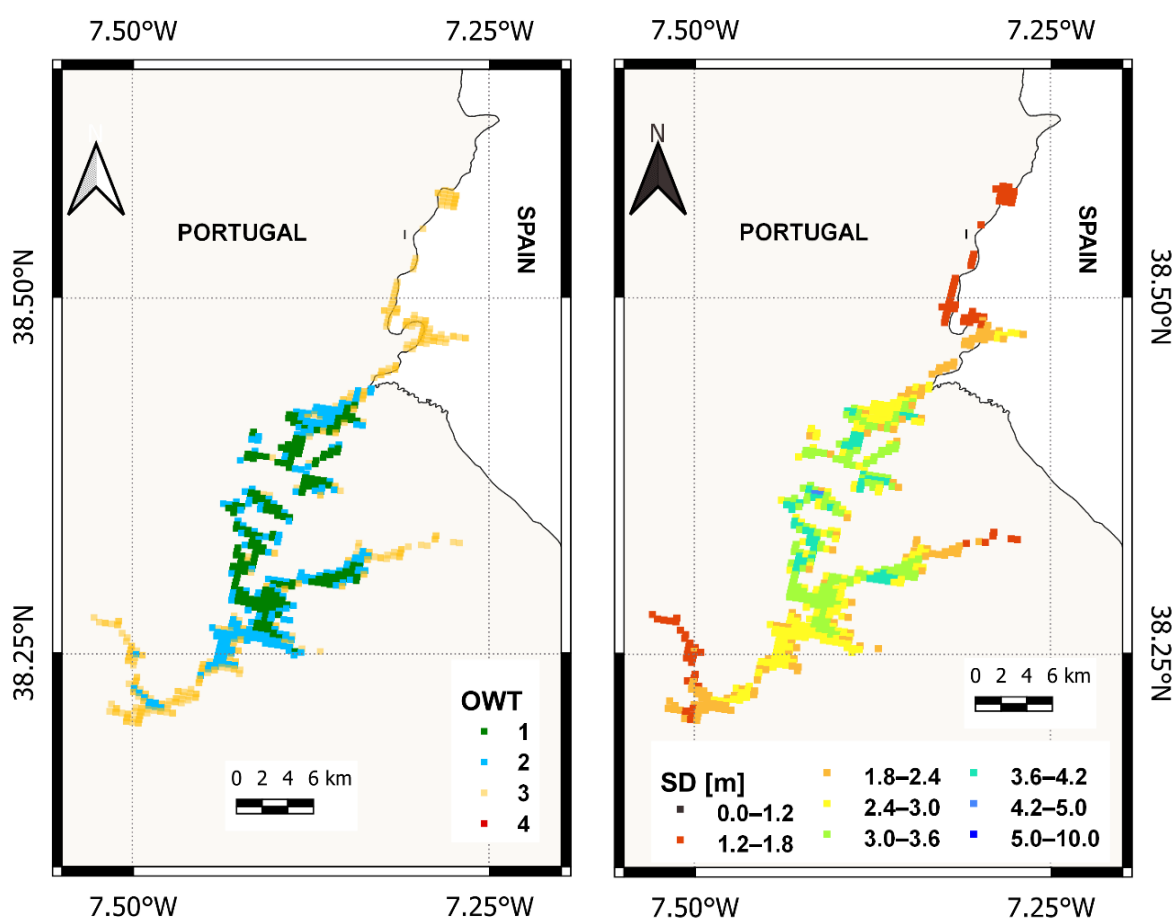 7.50°W 7.25°W
N
PORTUGAL
SPAIN
38.50°N
38.25°N
OWT
1
2
3
4
0 2 4 6 km
7.50°W 7.25°W
7.50°W 7.25°W
N
PORTUGAL
SPAIN
38.50°N
38.25°N
0 2 4 6 km
SD [m]
0.0–1.2
1.2–1.8
1.8–2.4
2.4–3.0
3.0–3.6
3.6–4.2
4.2–5.0
5.0–10.0
7.50°W 7.25°W